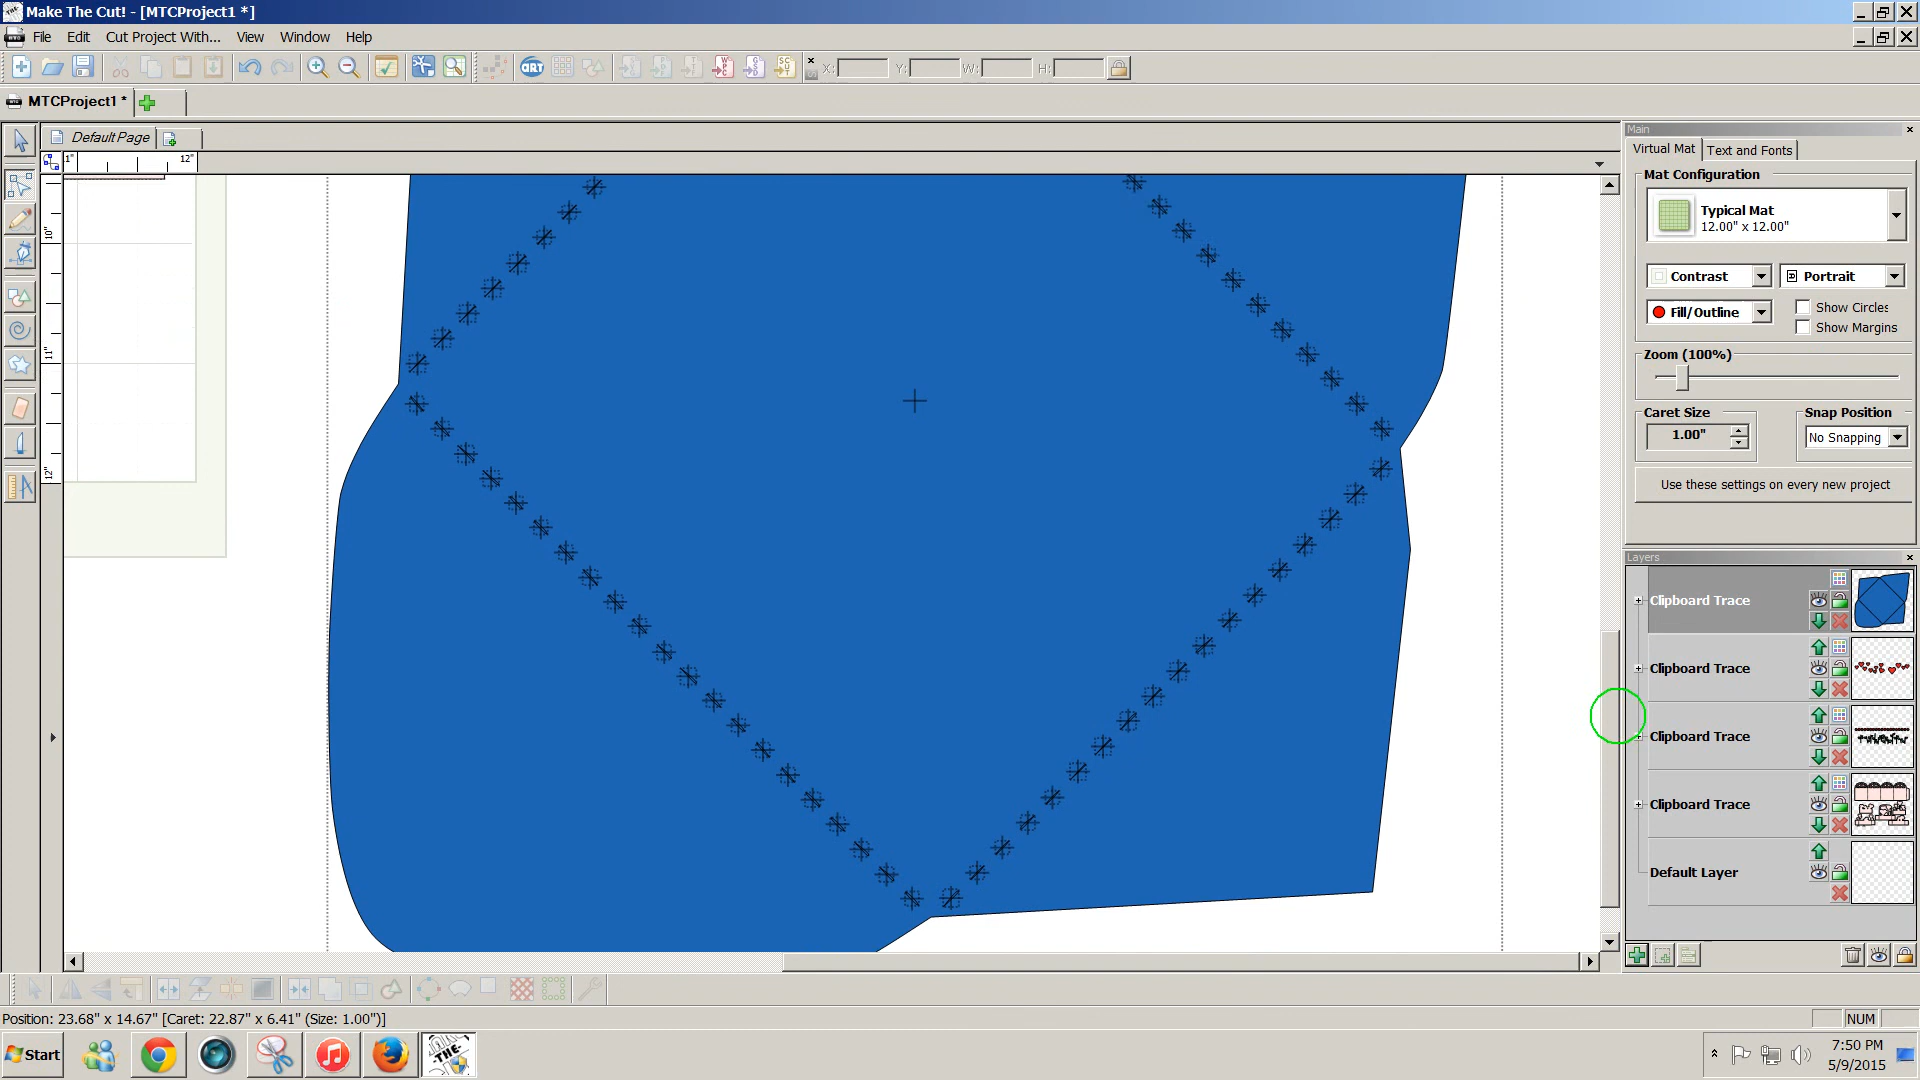 Make The Cut! - [MTCProject1 *]
File Edit Cut Project With... View Window Help
ART X: Y: W: H:
MTCProject1 *
Default Page
1" 12"
10"
11"
12"
Main
Virtual Mat Text and Fonts
Mat Configuration
Typical Mat
12.00" x 12.00"
Contrast Portrait
Fill/Outline Show Circles
Show Margins
Zoom (100%)
Caret Size Snap Position
1.00" No Snapping
Use these settings on every new project
Layers
Clipboard Trace
Clipboard Trace
Clipboard Trace
Clipboard Trace
Default Layer
Position: 23.68" x 14.67" [Caret: 22.87" x 6.41" (Size: 1.00")]
NUM
Start
7:50 PM
5/9/2015